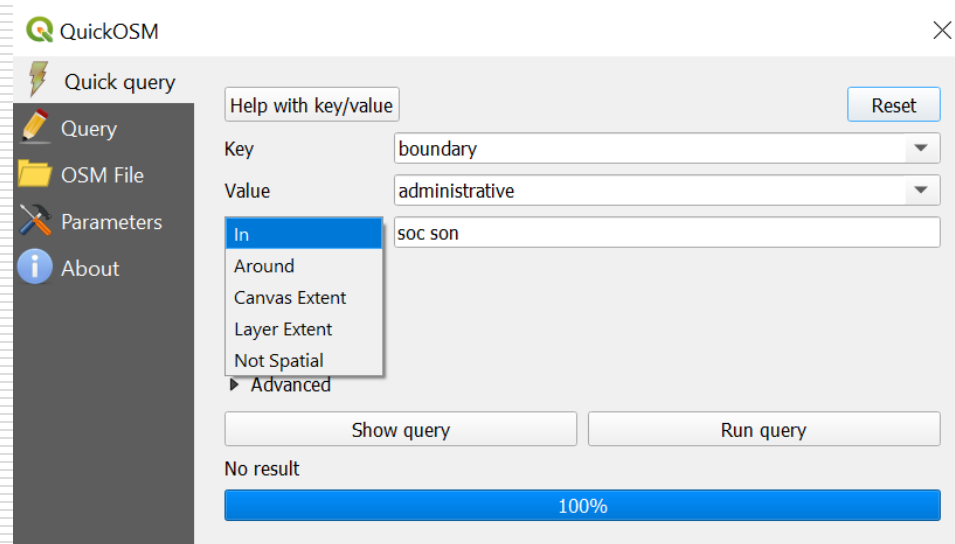 QuickOSM
Quick query
Query
OSM File
Parameters
About
Help with key/value
Reset
Key
boundary
Value
administrative
In
soc son
Around
Canvas Extent
Layer Extent
Not Spatial
Advanced
Show query
Run query
No result
100%